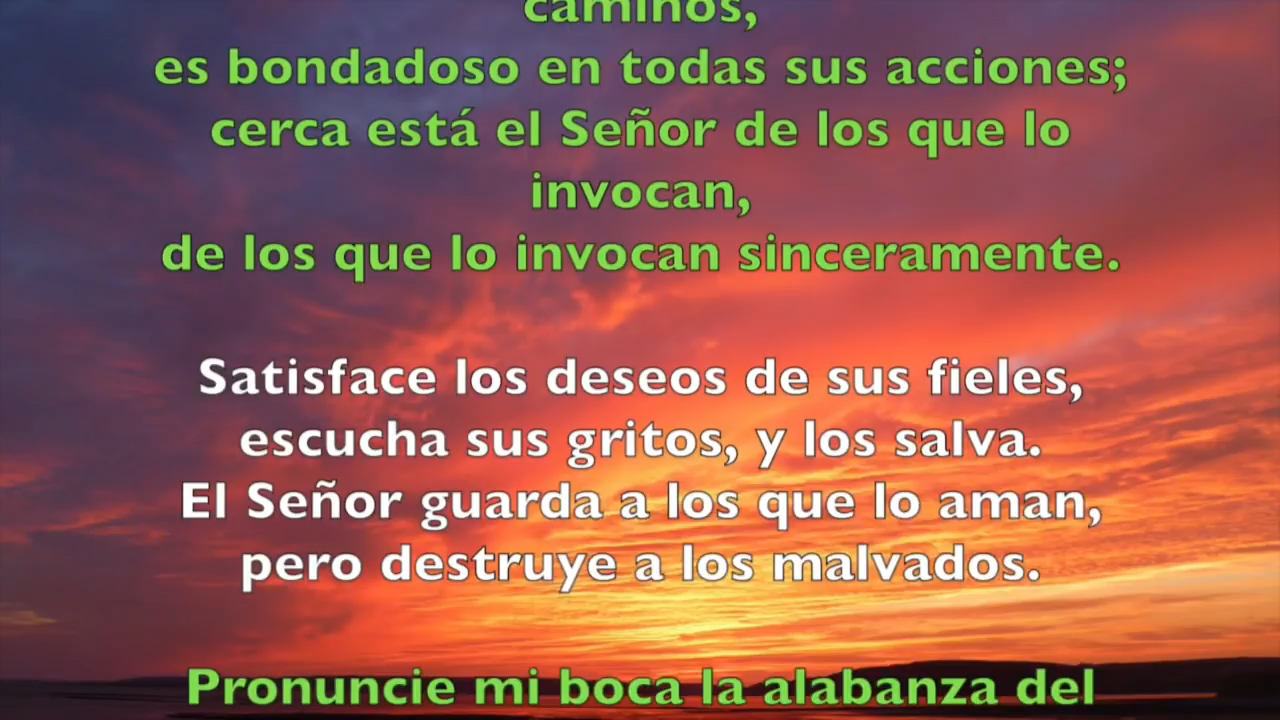 caminos,
es bondadoso en todas sus acciones;
cerca está el Señor de los que lo
invocan,
de los que lo invocan sinceramente.
Satisface los deseos de sus fieles,
escucha sus gritos, y los salva.
El Señor guarda a los que lo aman,
pero destruye a los malvados.
Pronuncie mi boca la alabanza del